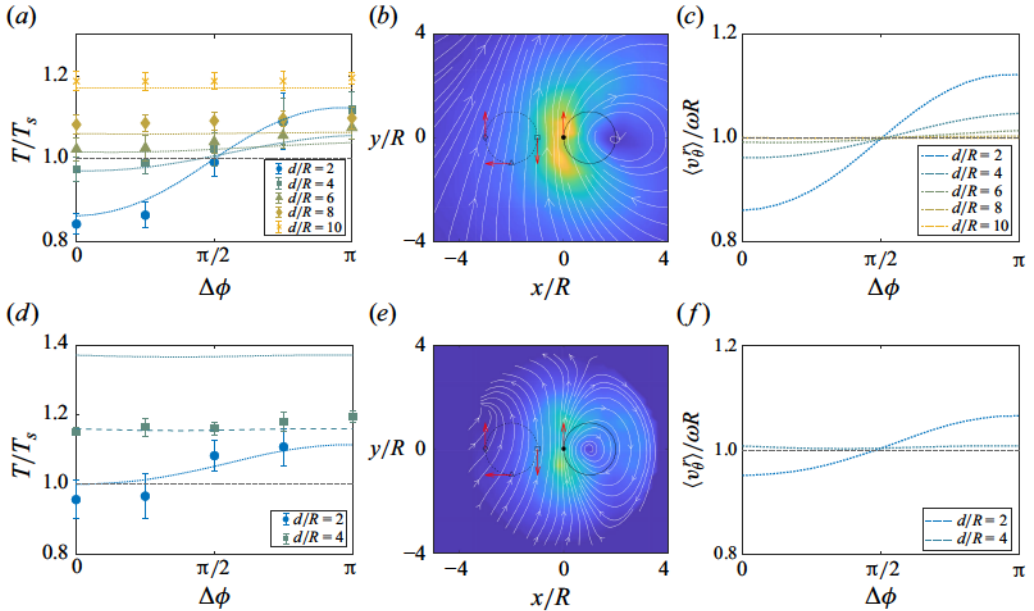 (a)
1.2
T/Ts
1.0
0.8
0
π/2
π
Δϕ
d/R = 2
d/R = 4
d/R = 6
d/R = 8
d/R = 10
(b)
4
y/R 0
−4
−4
0
4
x/R
(c)
1.2
⟨v_θ^r⟩/ωR
1.0
0.8
0
π/2
π
Δϕ
d/R = 2
d/R = 4
d/R = 6
d/R = 8
d/R = 10
(d)
1.4
1.2
T/Ts
1.0
0.8
0
π/2
π
Δϕ
d/R = 2
d/R = 4
(e)
4
y/R 0
−4
−4
0
4
x/R
(f)
1.2
⟨v_θ^r⟩/ωR
1.0
0.8
0
π/2
π
Δϕ
d/R = 2
d/R = 4